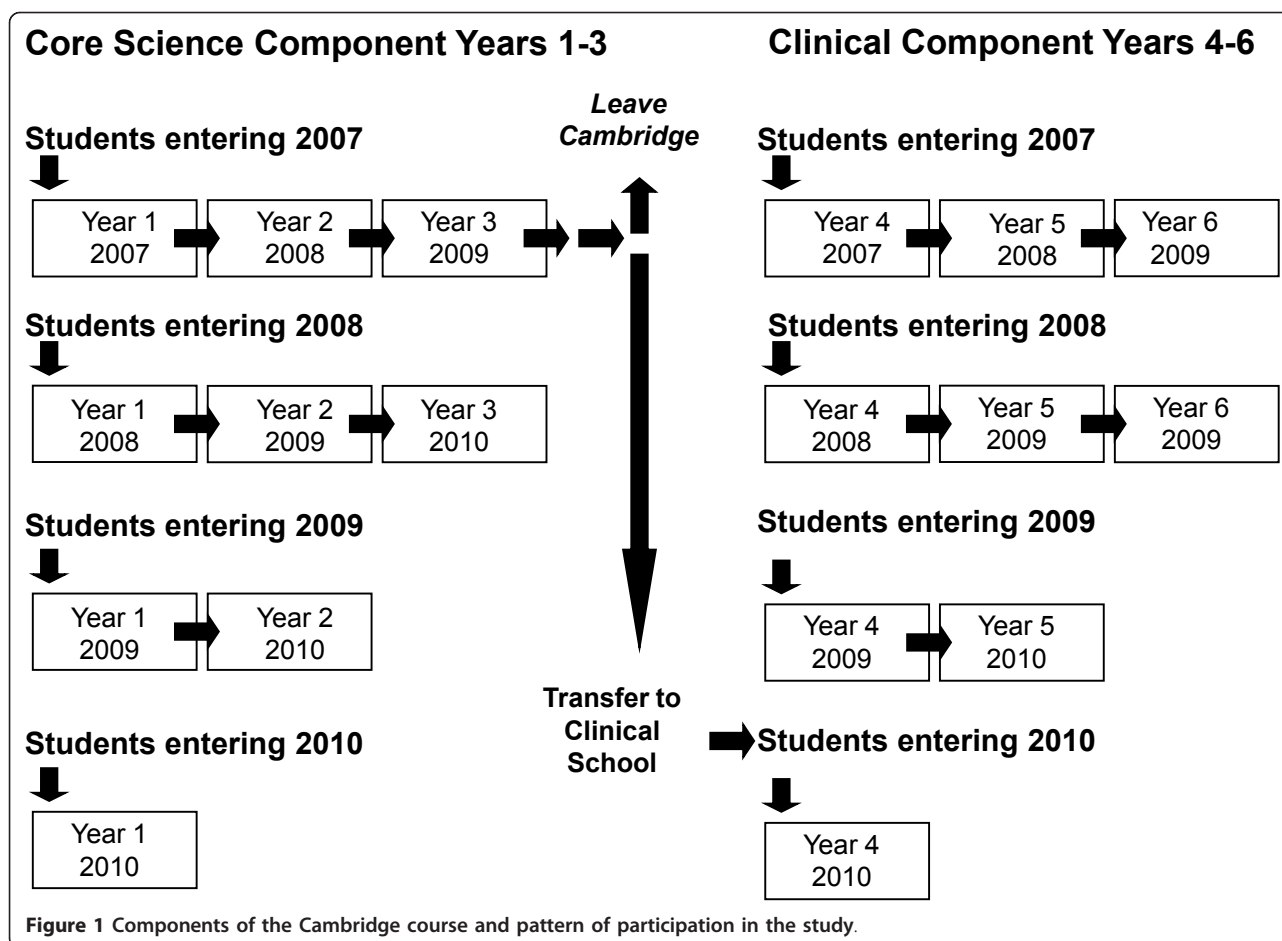 Core Science Component Years 1-3
Students entering 2007
Year 1
2007
Year 2
2008
Year 3
2009
Students entering 2008
Year 1
2008
Year 2
2009
Year 3
2010
Students entering 2009
Year 1
2009
Year 2
2010
Students entering 2010
Year 1
2010
Leave
Cambridge
Transfer to
Clinical
School
Clinical Component Years 4-6
Students entering 2007
Year 4
2007
Year 5
2008
Year 6
2009
Students entering 2008
Year 4
2008
Year 5
2009
Year 6
2009
Students entering 2009
Year 4
2009
Year 5
2010
Students entering 2010
Year 4
2010
Figure 1 Components of the Cambridge course and pattern of participation in the study.